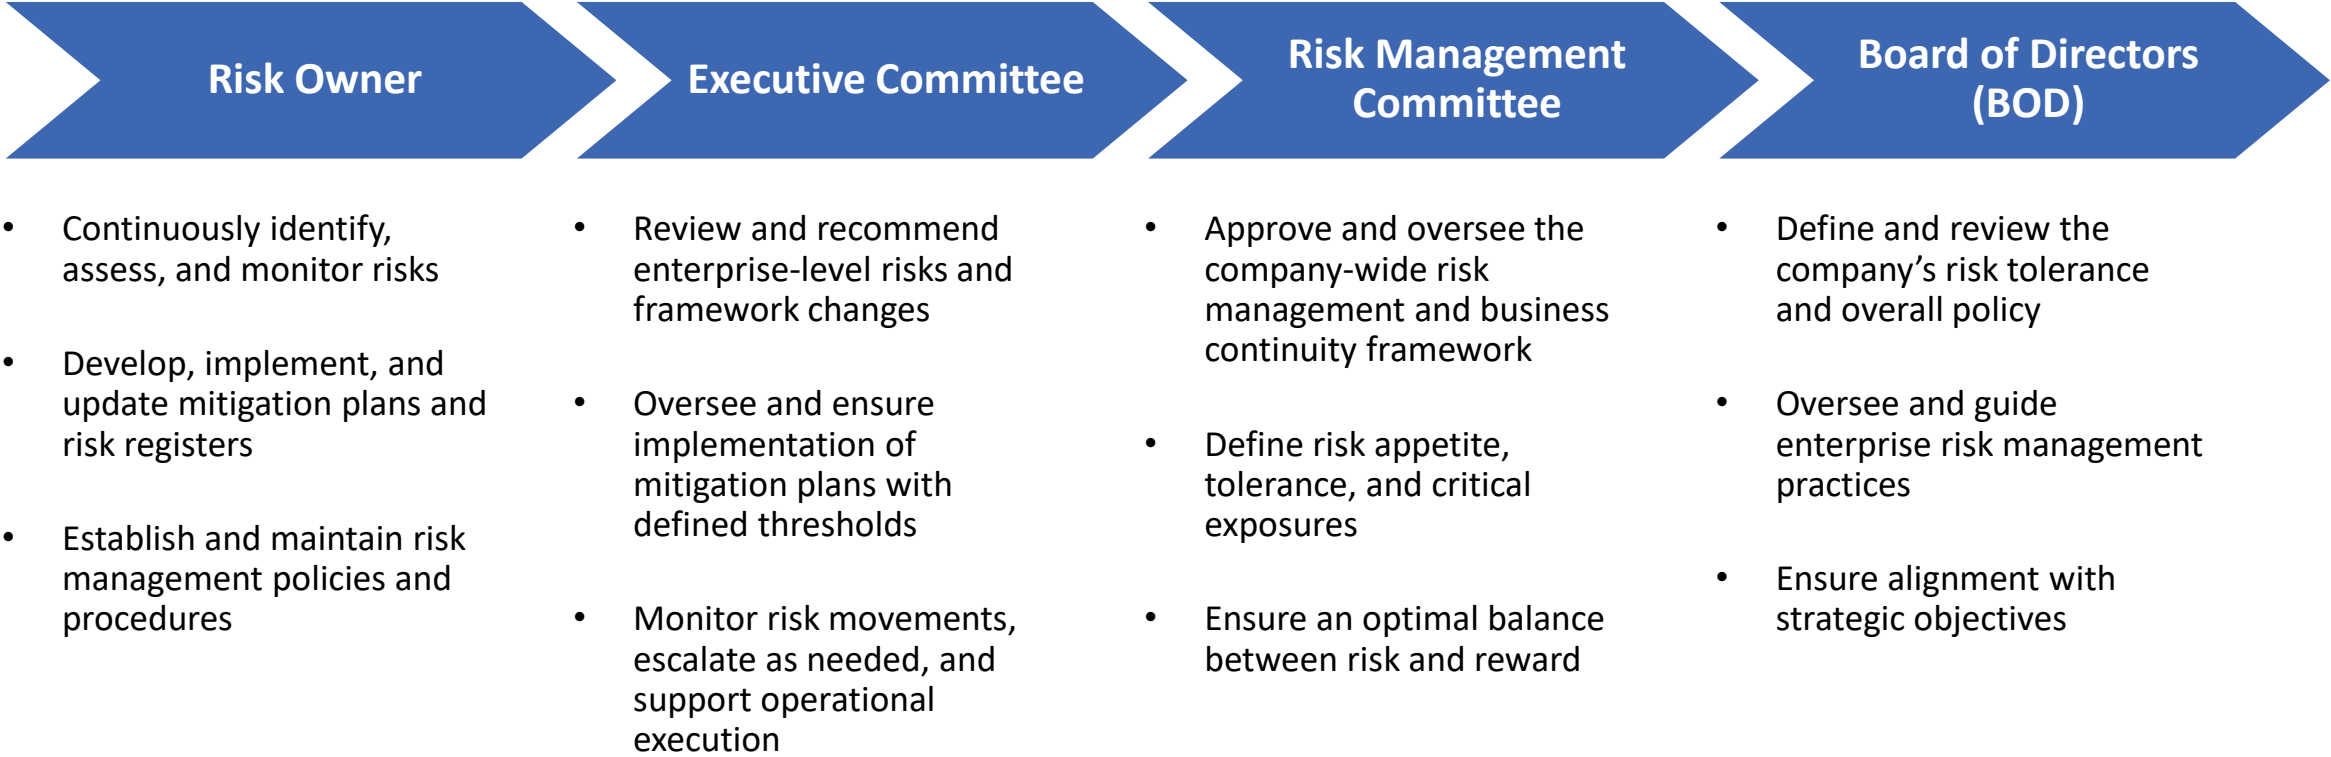 Risk Owner
Executive Committee
Risk Management
Committee
Board of Directors
(BOD)
• Continuously identify,
assess, and monitor risks
• Develop, implement, and
update mitigation plans and
risk registers
• Establish and maintain risk
management policies and
procedures
• Review and recommend
enterprise-level risks and
framework changes
• Oversee and ensure
implementation of
mitigation plans with
defined thresholds
• Monitor risk movements,
escalate as needed, and
support operational
execution
• Approve and oversee the
company-wide risk
management and business
continuity framework
• Define risk appetite,
tolerance, and critical
exposures
• Ensure an optimal balance
between risk and reward
• Define and review the
company’s risk tolerance
and overall policy
• Oversee and guide
enterprise risk management
practices
• Ensure alignment with
strategic objectives